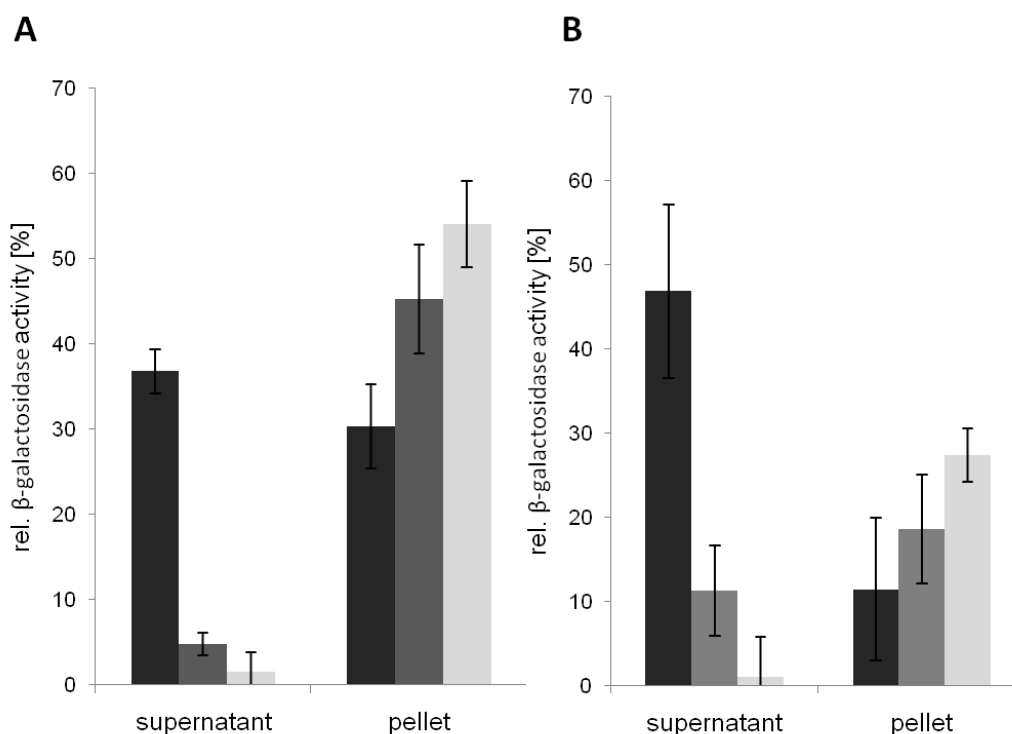 A
rel. β-galactosidase activity [%]
70
60
50
40
30
20
10
0
supernatant pellet
B
rel. β-galactosidase activity [%]
70
60
50
40
30
20
10
0
supernatant pellet